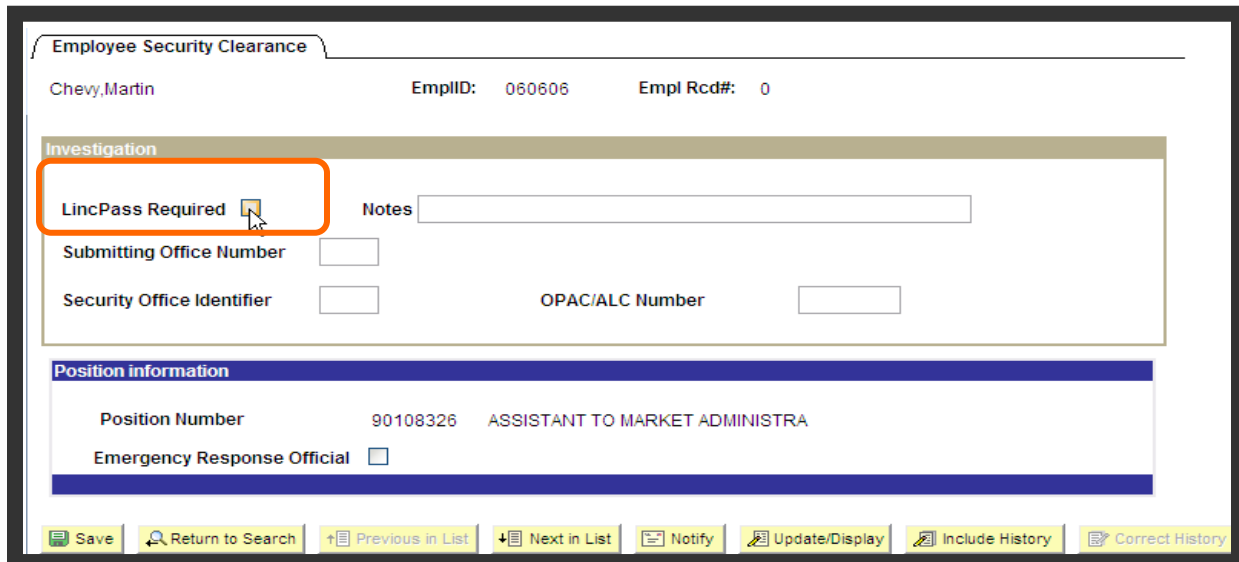 Employee Security Clearance
Chevy,Martin EmplID: 060606 Empl Rcd#: 0
Investigation
LincPass Required Notes
Submitting Office Number
Security Office Identifier OPAC/ALC Number
Position information
Position Number 90108326 ASSISTANT TO MARKET ADMINISTRA
Emergency Response Official
Save Return to Search Previous in List Next in List Notify Update/Display Include History Correct History